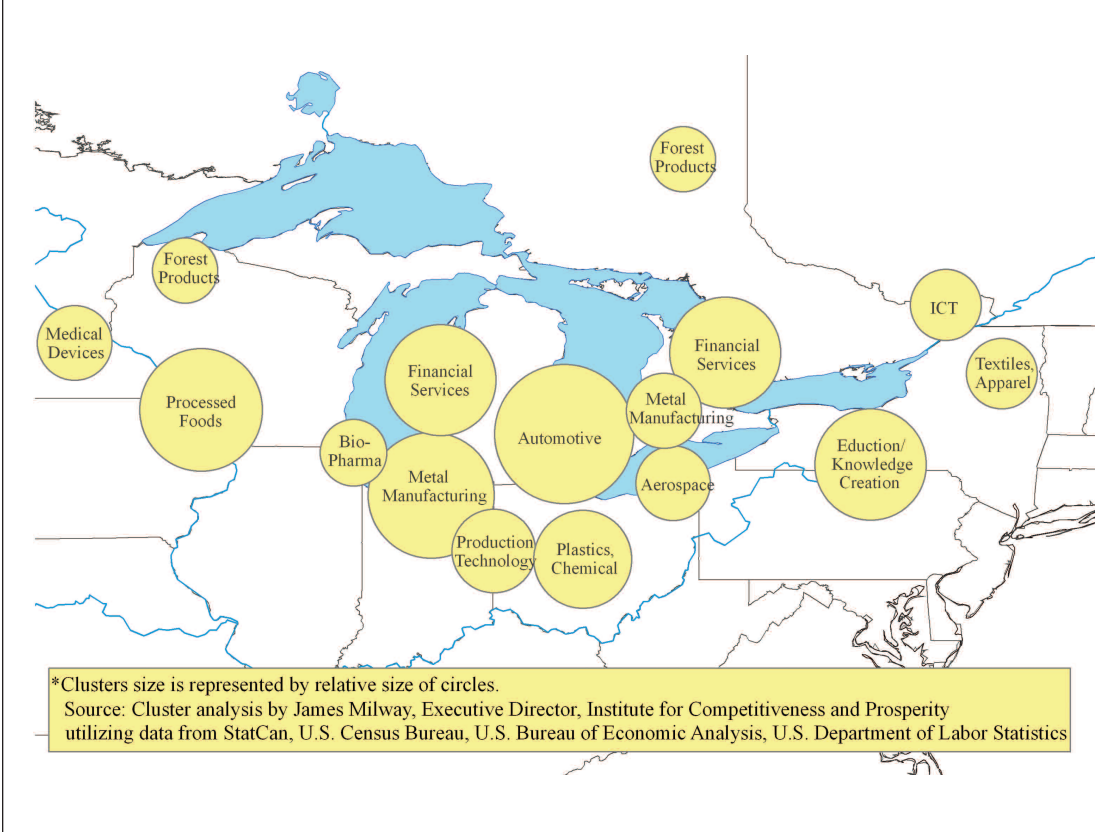 Forest
Products
Forest
Products
ICT
Medical
Devices
Financial
Services
Textiles,
Apparel
Financial
Services
Processed
Foods
Metal
Manufacturing
Automotive
Bio-
Pharma
Eduction/
Knowledge
Creation
Metal
Manufacturing
Aerospace
Production
Technology
Plastics,
Chemical
*Clusters size is represented by relative size of circles.
Source: Cluster analysis by James Milway, Executive Director, Institute for Competitiveness and Prosperity
utilizing data from StatCan, U.S. Census Bureau, U.S. Bureau of Economic Analysis, U.S. Department of Labor Statistics